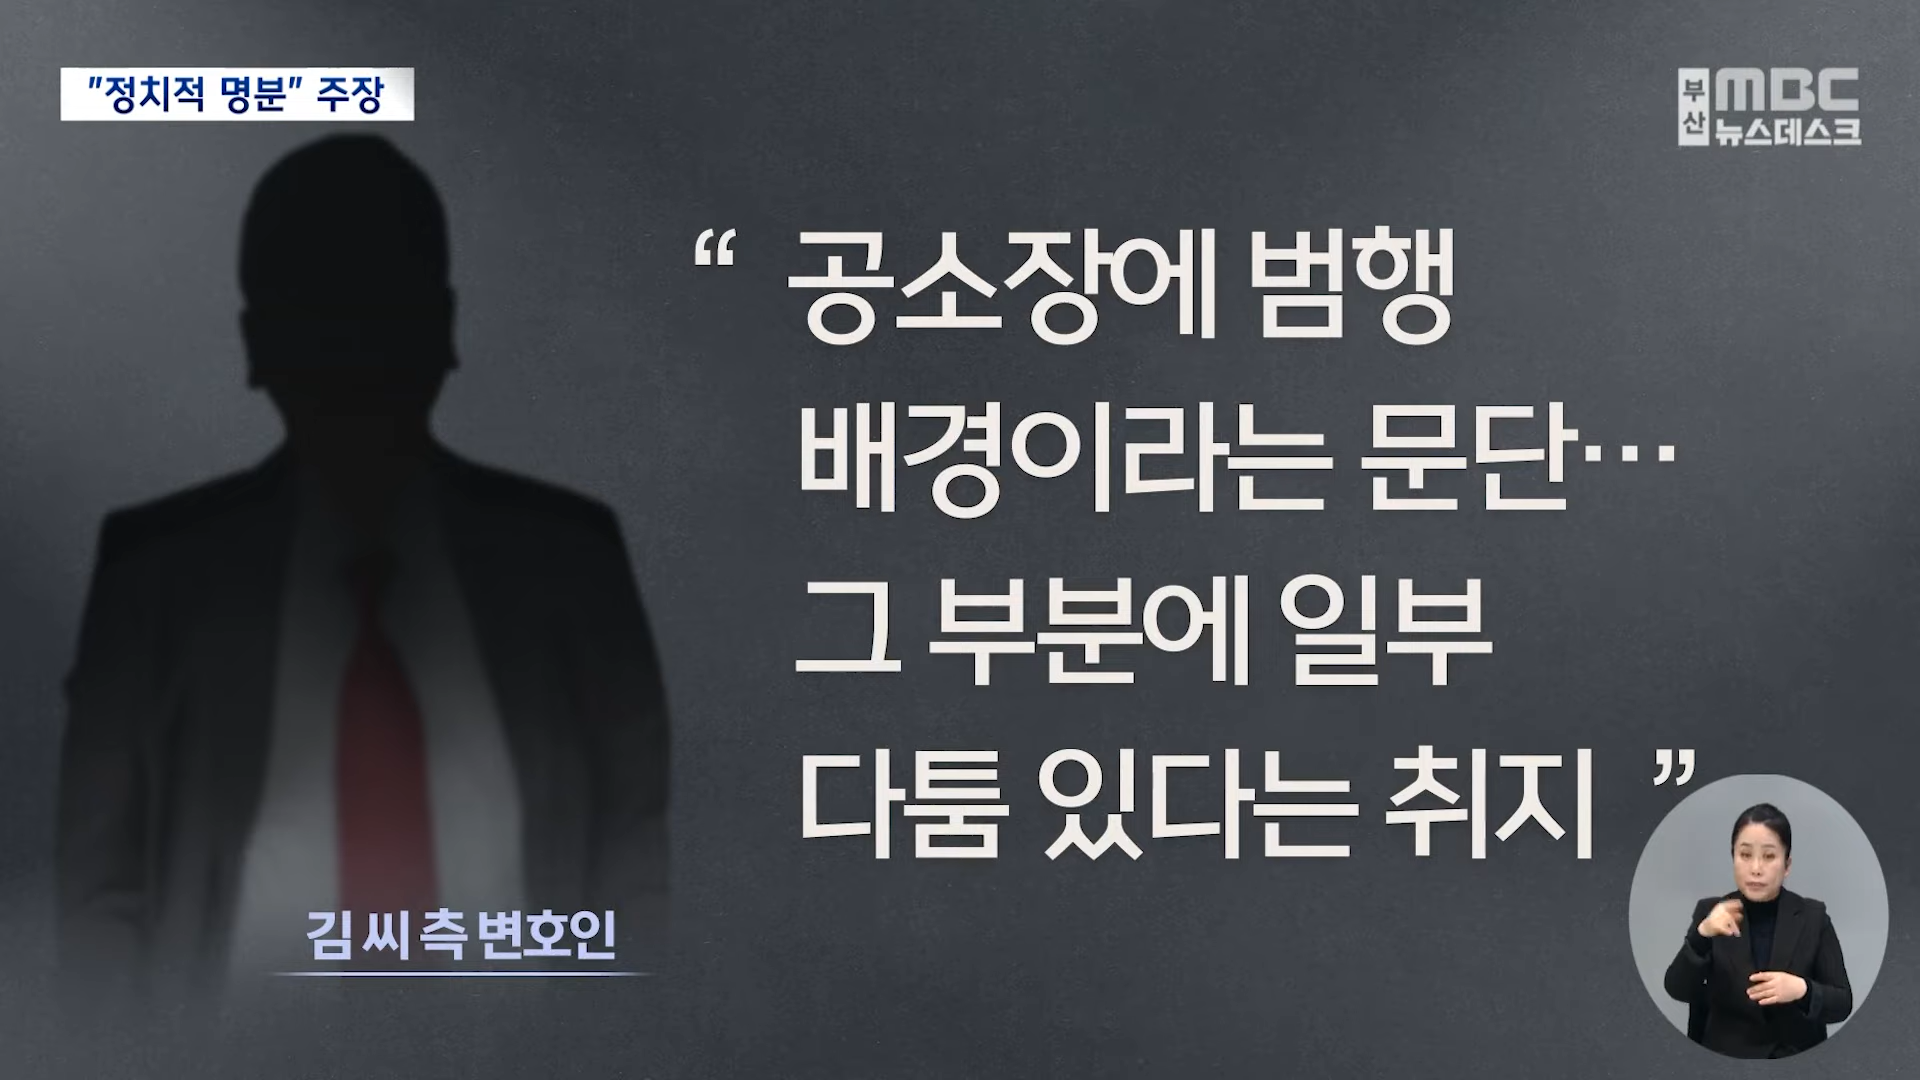 "정치적 명분" 주장
부산 MBC
뉴스데스크
“ 공소장에 범행
배경이라는 문단…
그 부분에 일부
다툼 있다는 취지 ”
김 씨 측 변호인